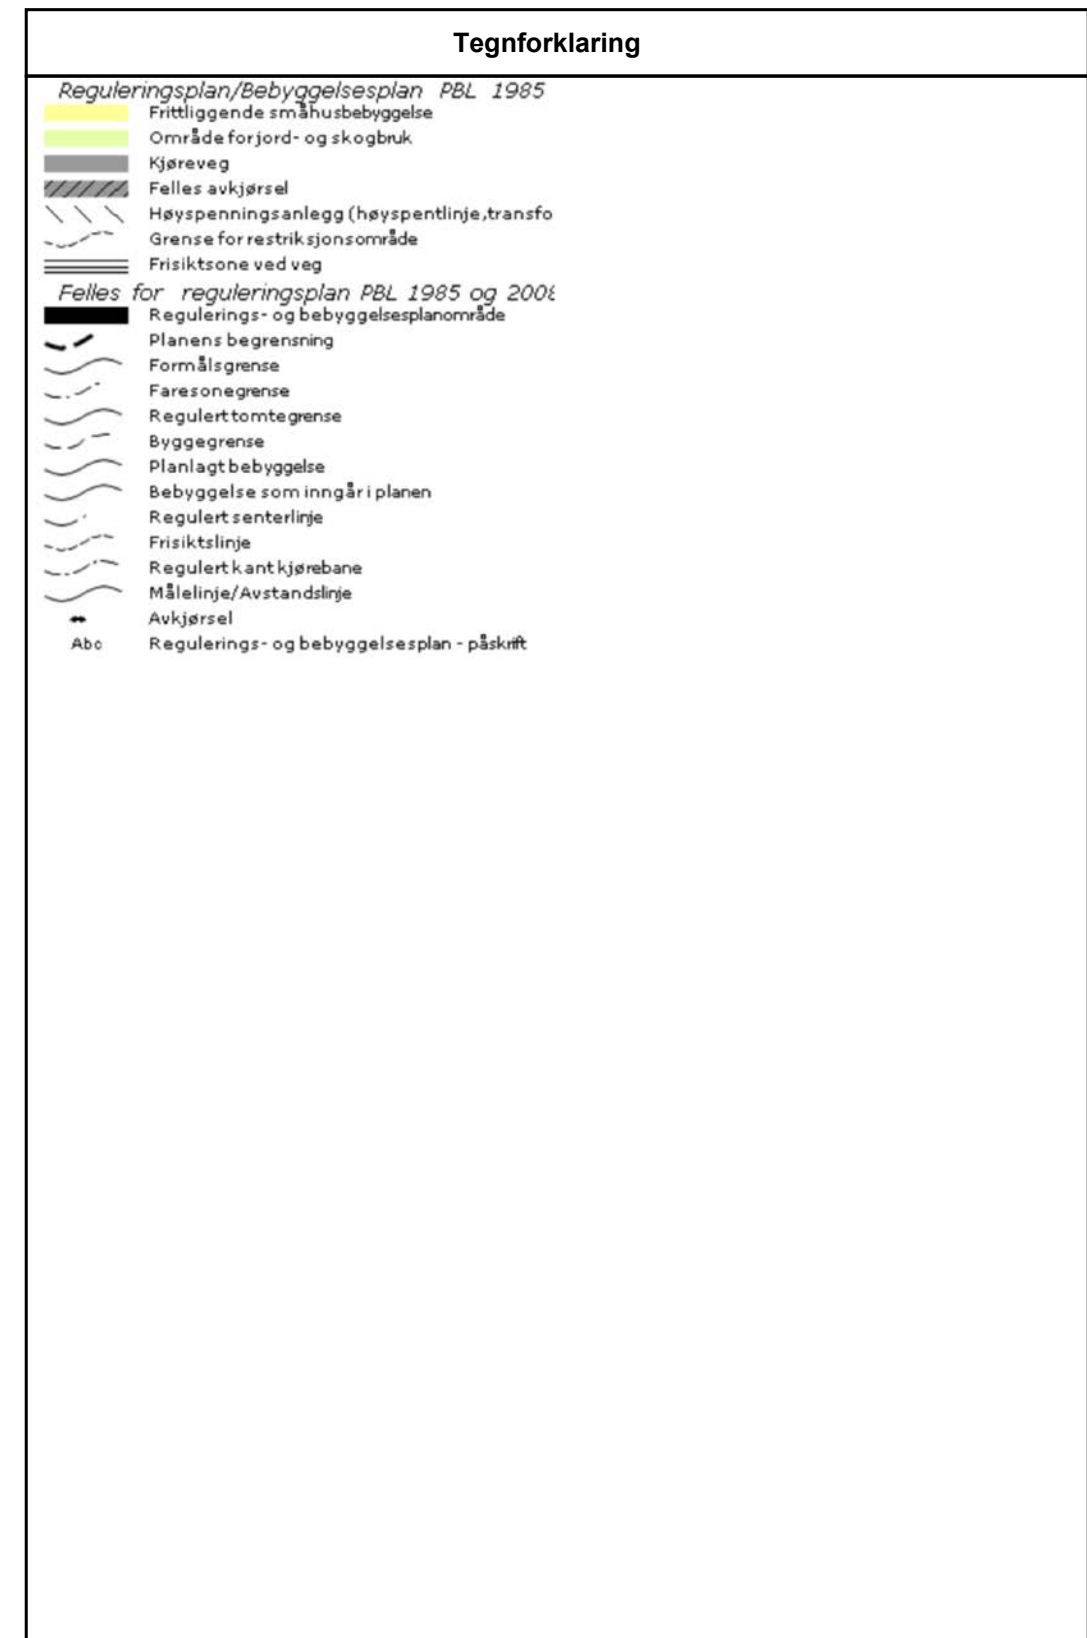 Tegnforklaring
Reguleringsplan/Bebyggelsesplan PBL 1985
Frittliggende småhusbebyggelse
Område for jord- og skogbruk
Kjøreveg
Felles avkjørsel
Høyspenningsanlegg (høyspentlinje, transfo
Grense for restriksjonsområde
Frisiktsone ved veg
Felles for reguleringsplan PBL 1985 og 2008
Regulerings- og bebyggelsesplanområde
Planens begrensning
Formålsgrense
Faresonegrense
Regulert tomtegrense
Byggegrense
Planlagt bebyggelse
Bebyggelse som inngår i planen
Regulert senterlinje
Frisiktslinje
Regulert kant kjørebane
Målelinje/Avstandslinje
Avkjørsel
Abc Regulerings- og bebyggelsesplan - påskrift